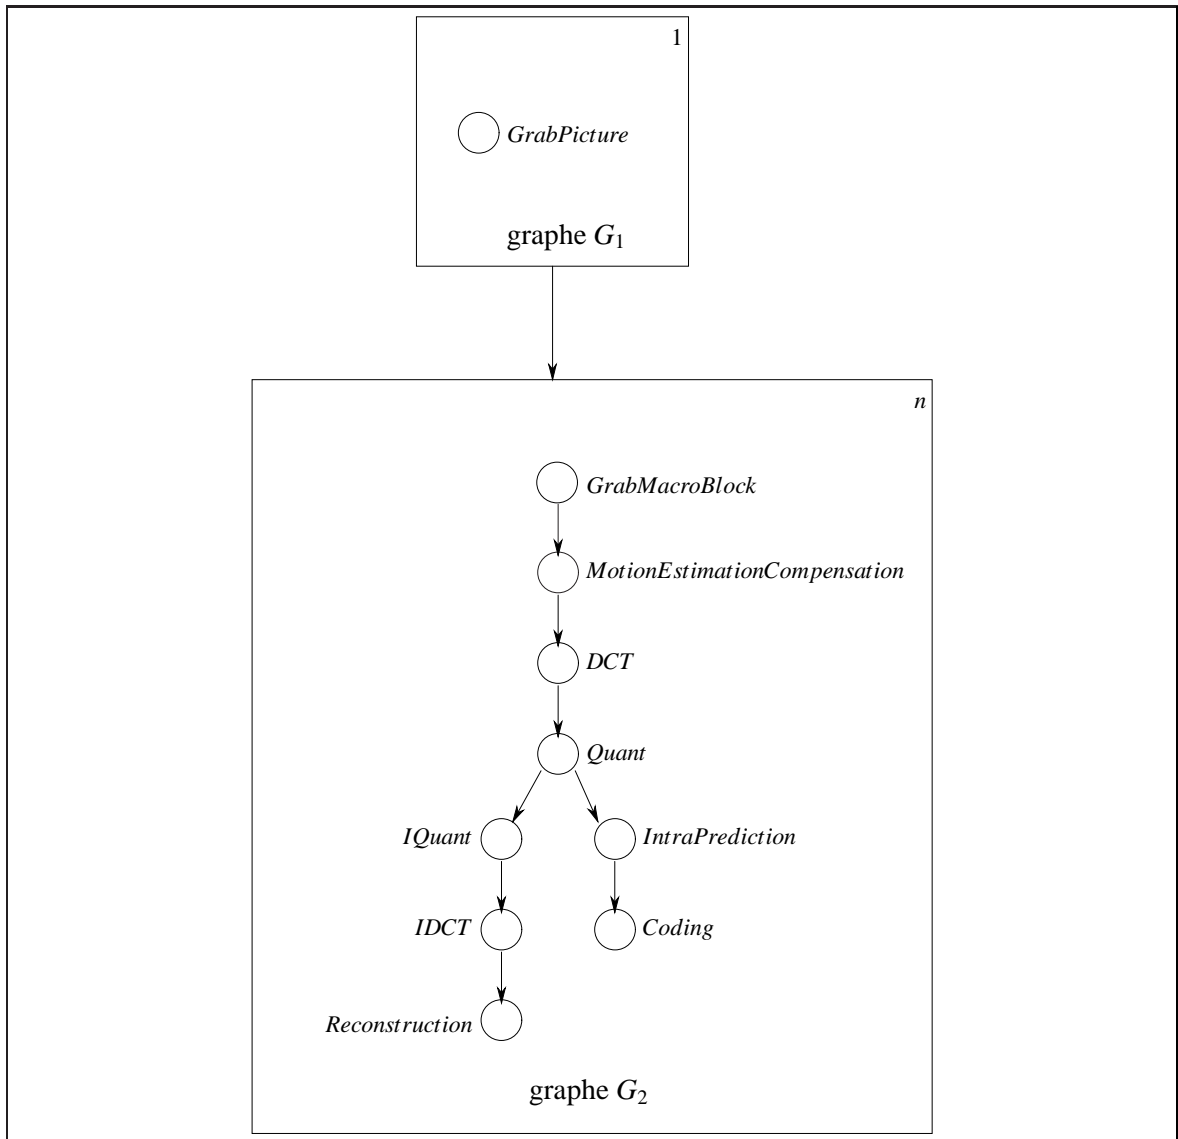 1
GrabPicture
graphe G1
n
GrabMacroBlock
MotionEstimationCompensation
DCT
Quant
IQuant
IntraPrediction
IDCT
Coding
Reconstruction
graphe G2